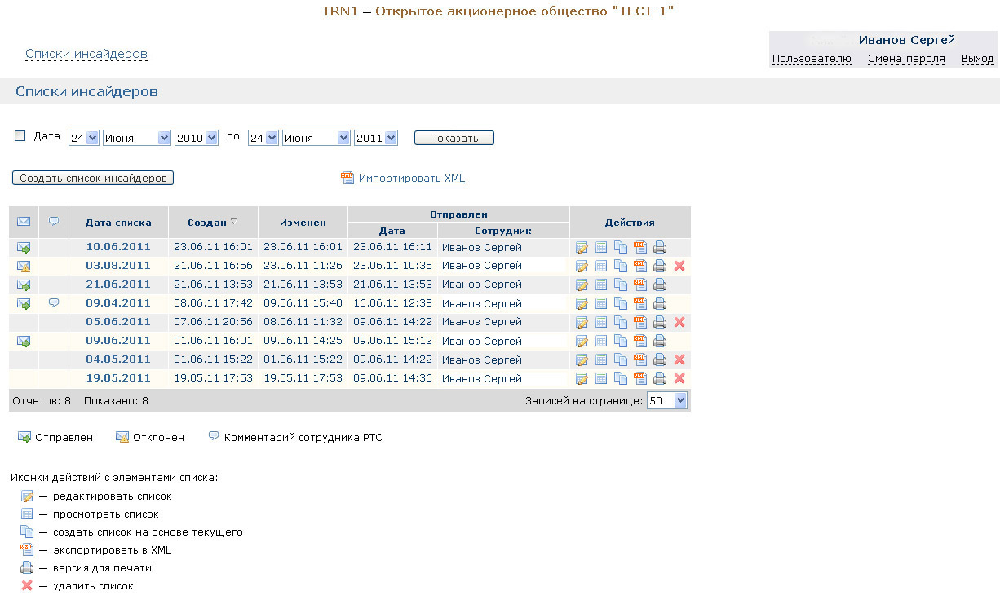 TRN1 – Открытое акционерное общество "ТЕСТ-1"
Иванов Сергей
Списки инсайдеров
Пользователю Смена пароля Выход
Списки инсайдеров
Дата 24 Июня 2010 по 24 Июня 2011 Показать
Создать список инсайдеров Импортировать XML
Отправлен
Дата списка Создан Изменен Действия
Дата Сотрудник
10.06.2011 23.06.11 16:01 23.06.11 16:01 23.06.11 16:11 Иванов Сергей
03.08.2011 21.06.11 16:56 23.06.11 11:26 23.06.11 10:35 Иванов Сергей
21.06.2011 21.06.11 13:53 21.06.11 13:53 21.06.11 13:53 Иванов Сергей
09.04.2011 08.06.11 17:42 09.06.11 15:40 16.06.11 12:38 Иванов Сергей
05.06.2011 07.06.11 20:56 08.06.11 11:32 09.06.11 14:22 Иванов Сергей
09.06.2011 01.06.11 16:01 09.06.11 14:25 09.06.11 15:12 Иванов Сергей
04.05.2011 01.06.11 15:22 01.06.11 15:22 09.06.11 14:22 Иванов Сергей
19.05.2011 19.05.11 17:53 19.05.11 17:53 09.06.11 14:36 Иванов Сергей
Отчетов: 8 Показано: 8 Записей на странице: 50
Отправлен Отклонен Комментарий сотрудника РТС
Иконки действий с элементами списка:
— редактировать список
— просмотреть список
— создать список на основе текущего
— экспортировать в XML
— версия для печати
— удалить список